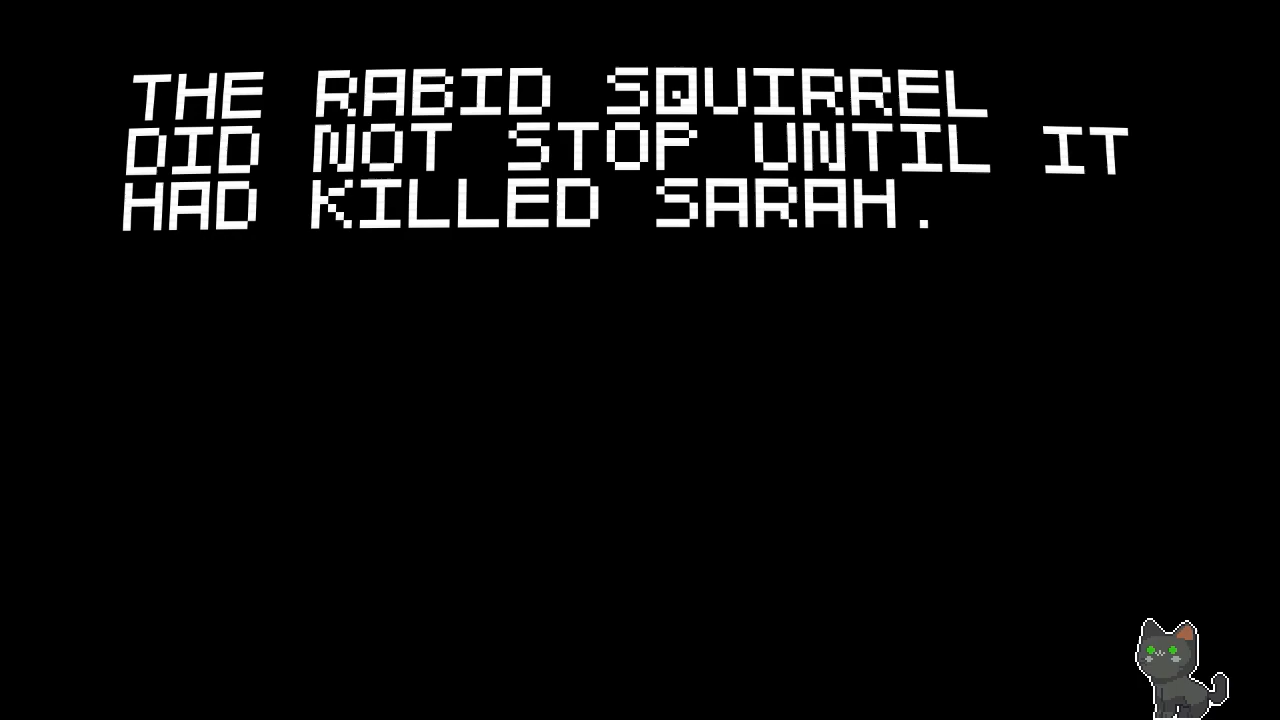 THE RABID SQUIRREL
DID NOT STOP UNTIL IT
HAD KILLED SARAH.